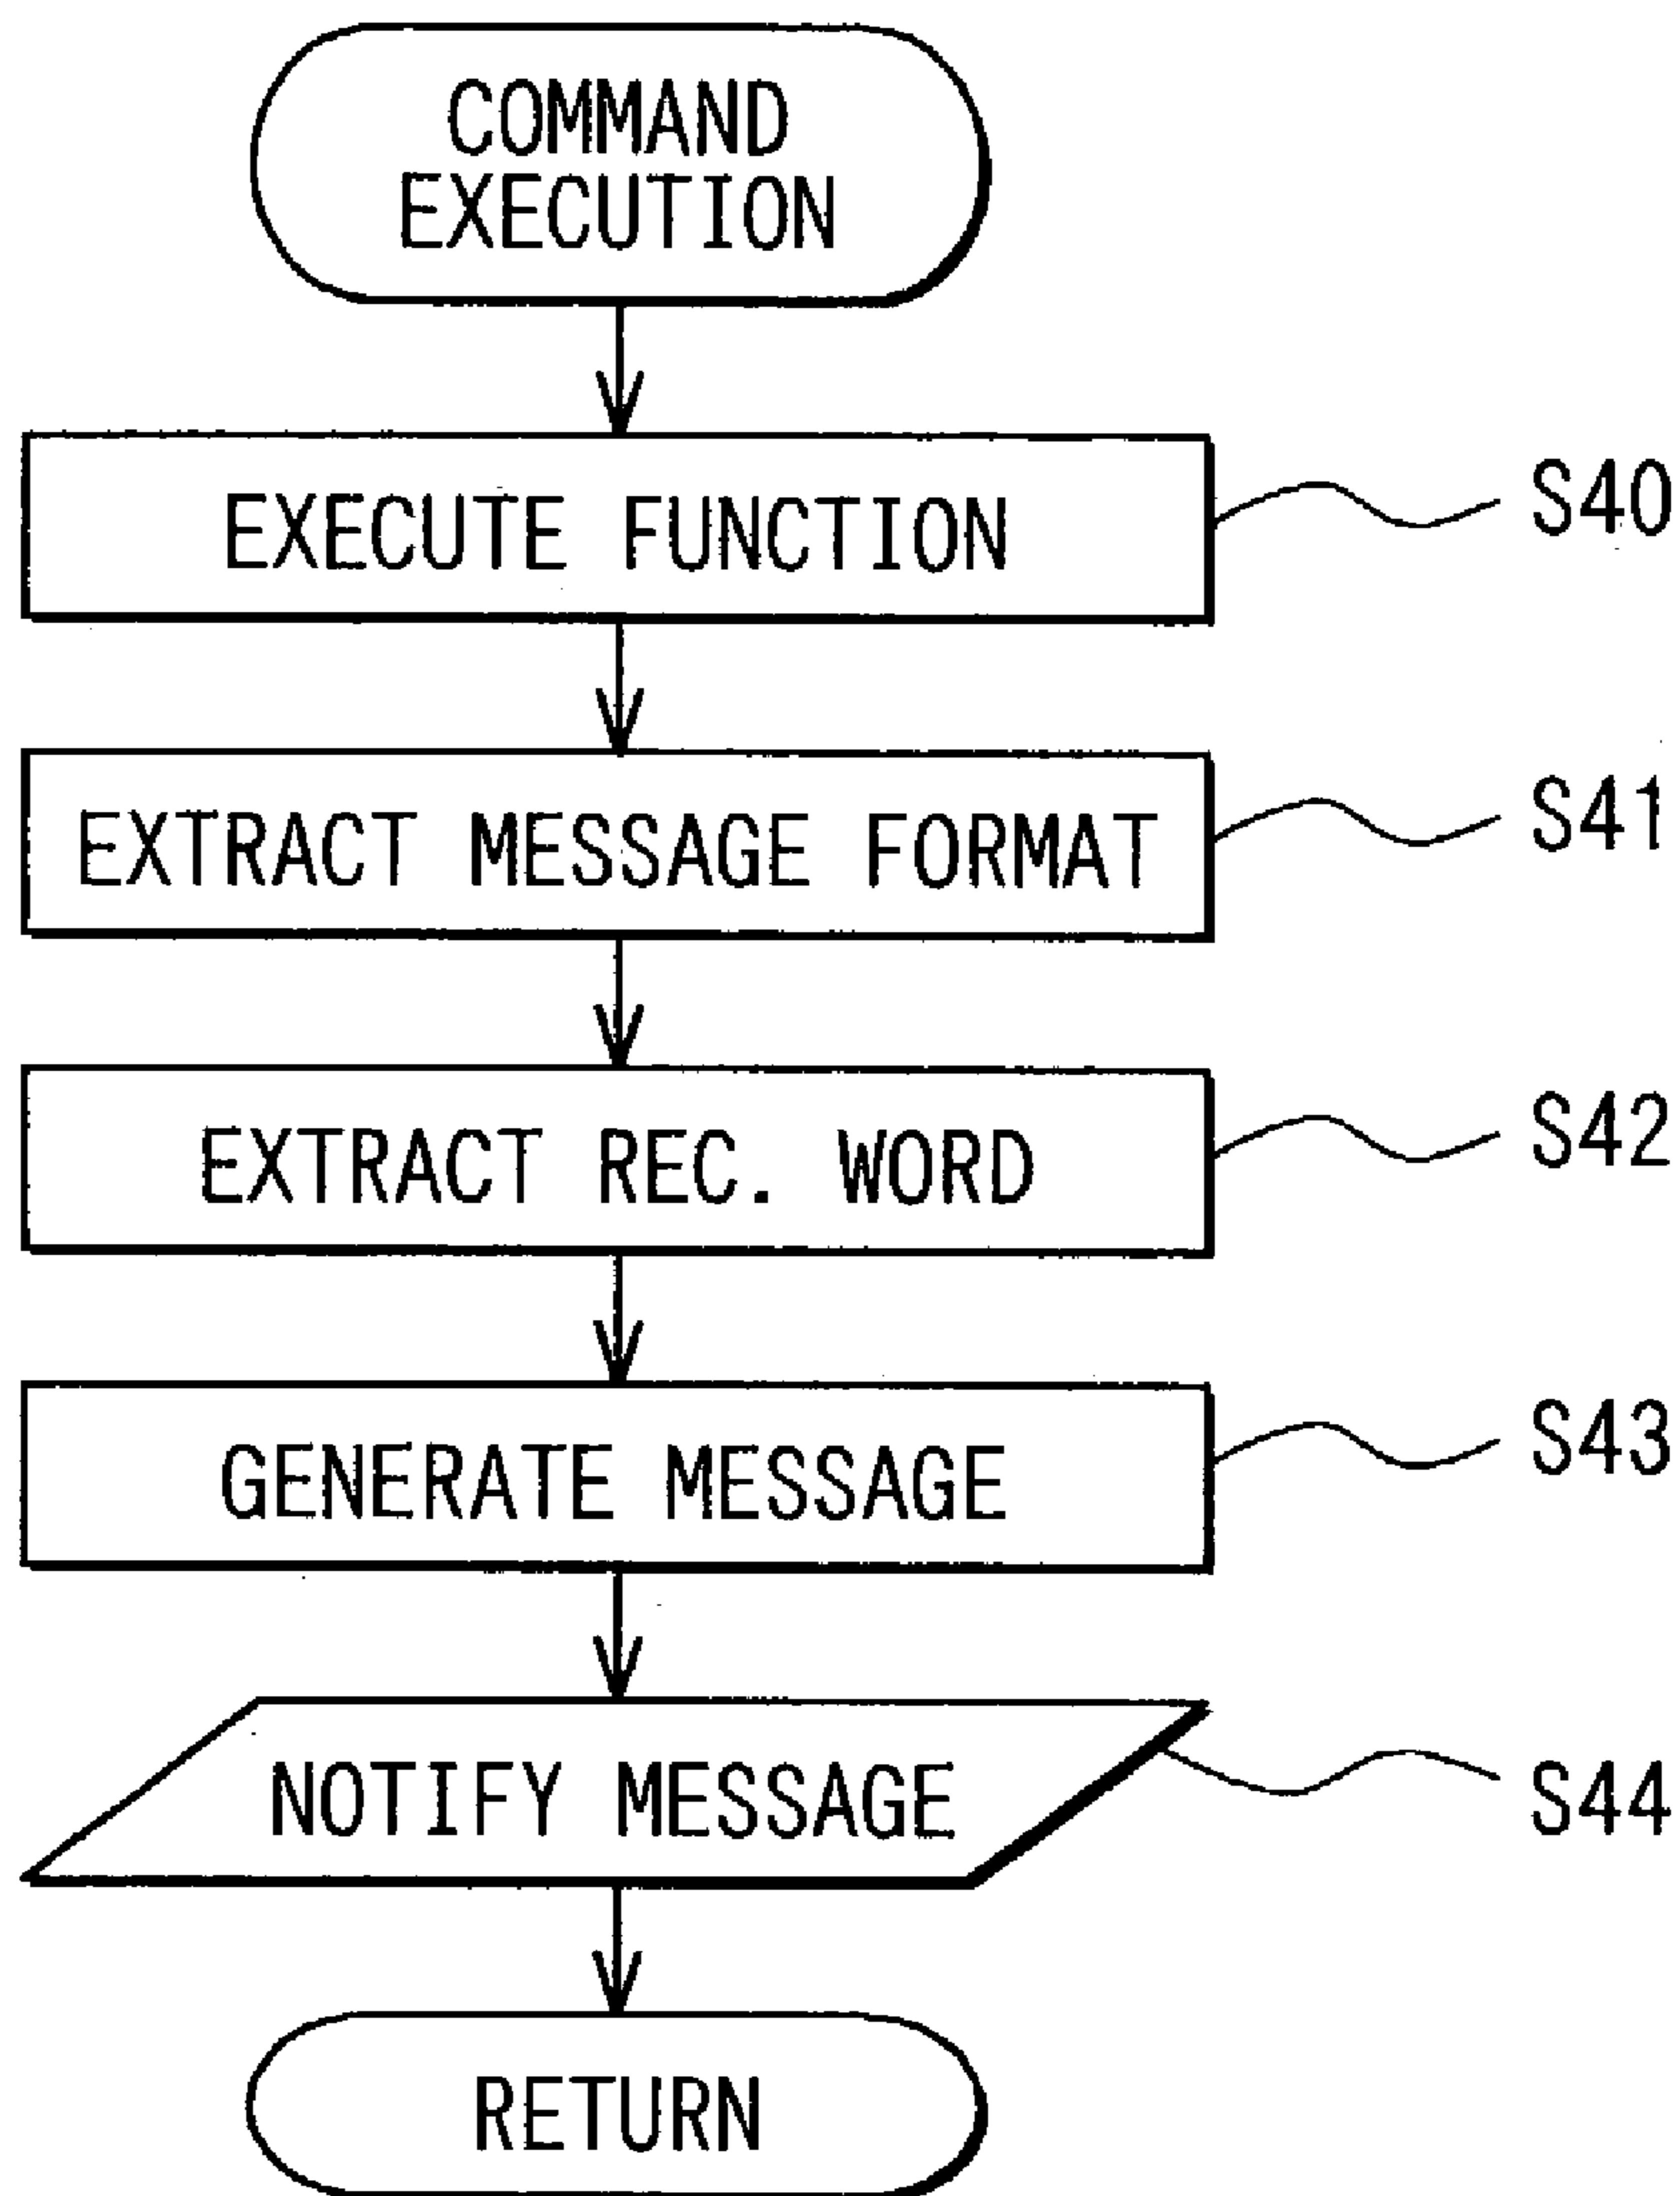 COMMAND
EXECUTION
EXECUTE FUNCTION S40
EXTRACT MESSAGE FORMAT S41
EXTRACT REC. WORD S42
GENERATE MESSAGE S43
NOTIFY MESSAGE S44
RETURN